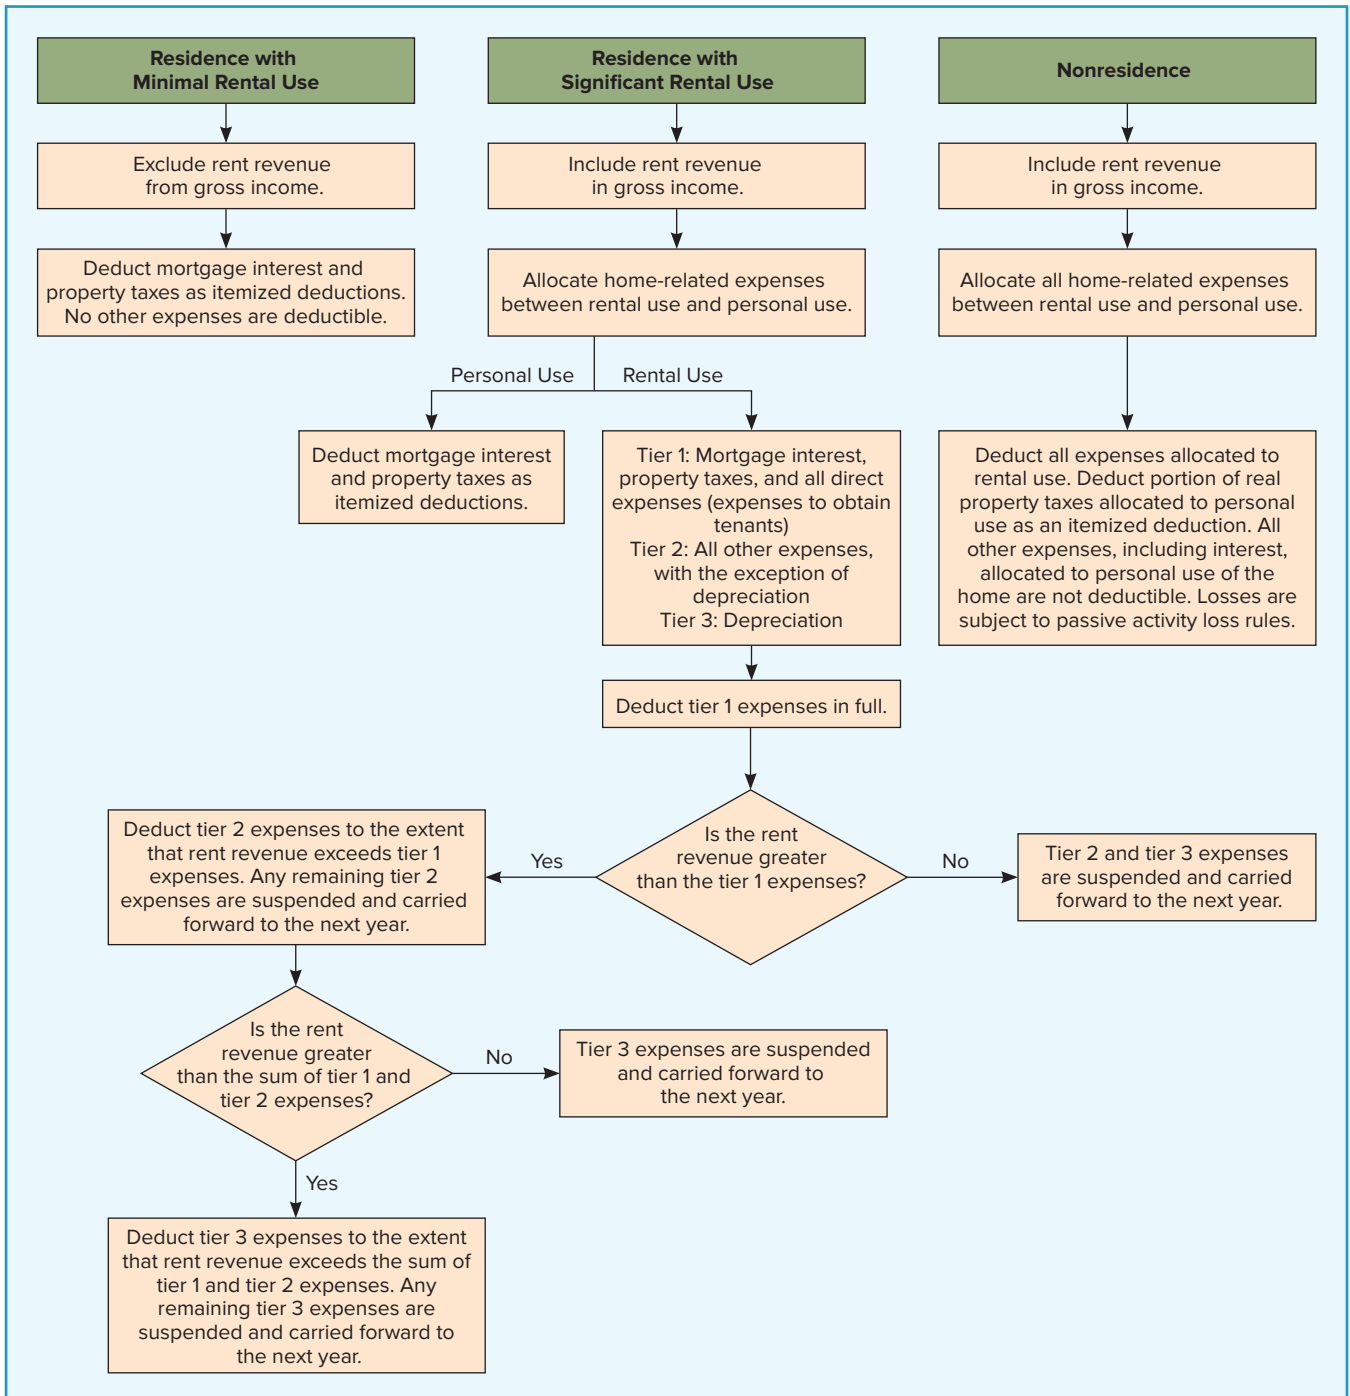 Residence with
Minimal Rental Use
Residence with
Significant Rental Use
Nonresidence
Exclude rent revenue
from gross income.
Include rent revenue
in gross income.
Include rent revenue
in gross income.
Deduct mortgage interest and
property taxes as itemized deductions.
No other expenses are deductible.
Allocate home-related expenses
between rental use and personal use.
Allocate all home-related expenses
between rental use and personal use.
Personal Use
Rental Use
Deduct mortgage interest
and property taxes as
itemized deductions.
Tier 1: Mortgage interest,
property taxes, and all direct
expenses (expenses to obtain
tenants)
Tier 2: All other expenses,
with the exception of
depreciation
Tier 3: Depreciation
Deduct all expenses allocated to
rental use. Deduct portion of real
property taxes allocated to personal
use as an itemized deduction. All
other expenses, including interest,
allocated to personal use of the
home are not deductible. Losses are
subject to passive activity loss rules.
Deduct tier 1 expenses in full.
Is the rent
revenue greater
than the tier 1 expenses?
Yes
No
Deduct tier 2 expenses to the extent
that rent revenue exceeds tier 1
expenses. Any remaining tier 2
expenses are suspended and carried
forward to the next year.
Tier 2 and tier 3 expenses
are suspended and carried
forward to the next year.
Is the rent
revenue greater
than the sum of tier 1 and
tier 2 expenses?
No
Tier 3 expenses are suspended
and carried forward to
the next year.
Yes
Deduct tier 3 expenses to the extent
that rent revenue exceeds the sum of
tier 1 and tier 2 expenses. Any
remaining tier 3 expenses are
suspended and carried forward to
the next year.